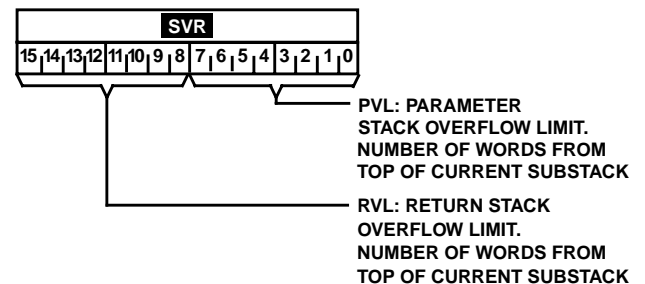 SVR
15 14 13 12 11 10 9 8 7 6 5 4 3 2 1 0
PVL: PARAMETER
STACK OVERFLOW LIMIT.
NUMBER OF WORDS FROM
TOP OF CURRENT SUBSTACK
RVL: RETURN STACK
OVERFLOW LIMIT.
NUMBER OF WORDS FROM
TOP OF CURRENT SUBSTACK